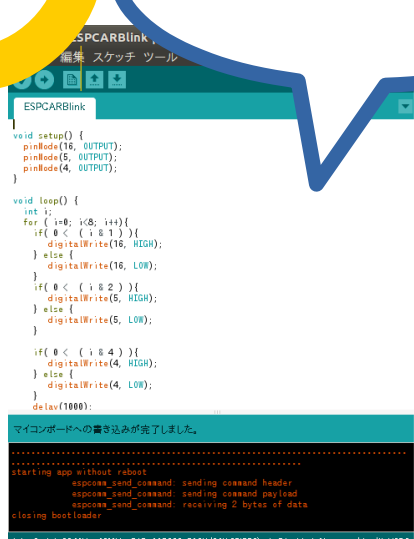 ESPCARBlink
編集 スケッチ ツール
ESPCARBlink
void setup() {
  pinMode(16, OUTPUT);
  pinMode(5, OUTPUT);
  pinMode(4, OUTPUT);
}
void loop() {
  int i;
  for ( i=0; i<8; i++){
    if( 0 < ( i & 1 ) ){
      digitalWrite(16, HIGH);
    } else {
      digitalWrite(16, LOW);
    }
    if( 0 < ( i & 2 ) ){
      digitalWrite(5, HIGH);
    } else {
      digitalWrite(5, LOW);
    }
    if( 0 < ( i & 4 ) ){
      digitalWrite(4, HIGH);
    } else {
      digitalWrite(4, LOW);
    }
    delay(1000);
マイコンボードへの書き込みが完了しました。
starting app without reboot
espcomm_send_command: sending command header
espcomm_send_command: sending command payload
espcomm_send_command: receiving 2 bytes of data
closing bootloader